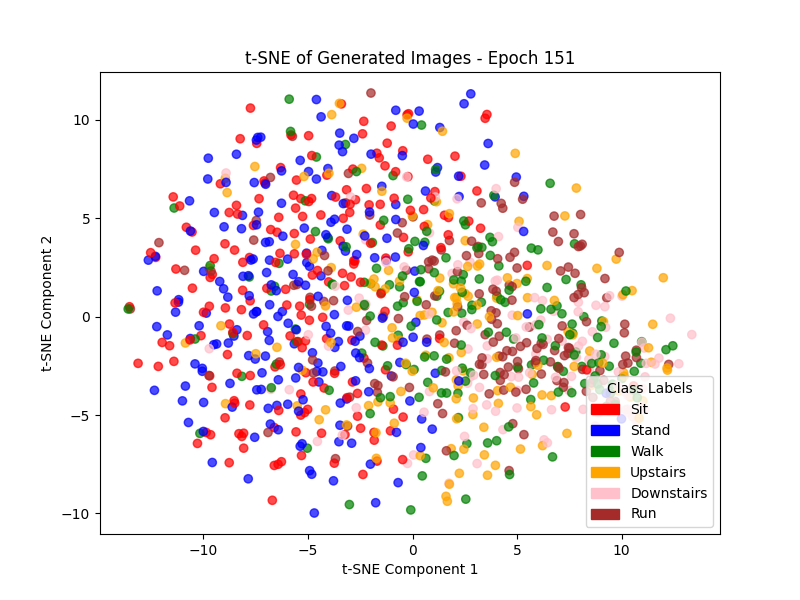 t-SNE of Generated Images - Epoch 151
10
5
0
−5
−10
t-SNE Component 2
−10
−5
0
5
10
t-SNE Component 1
Class Labels
Sit
Stand
Walk
Upstairs
Downstairs
Run